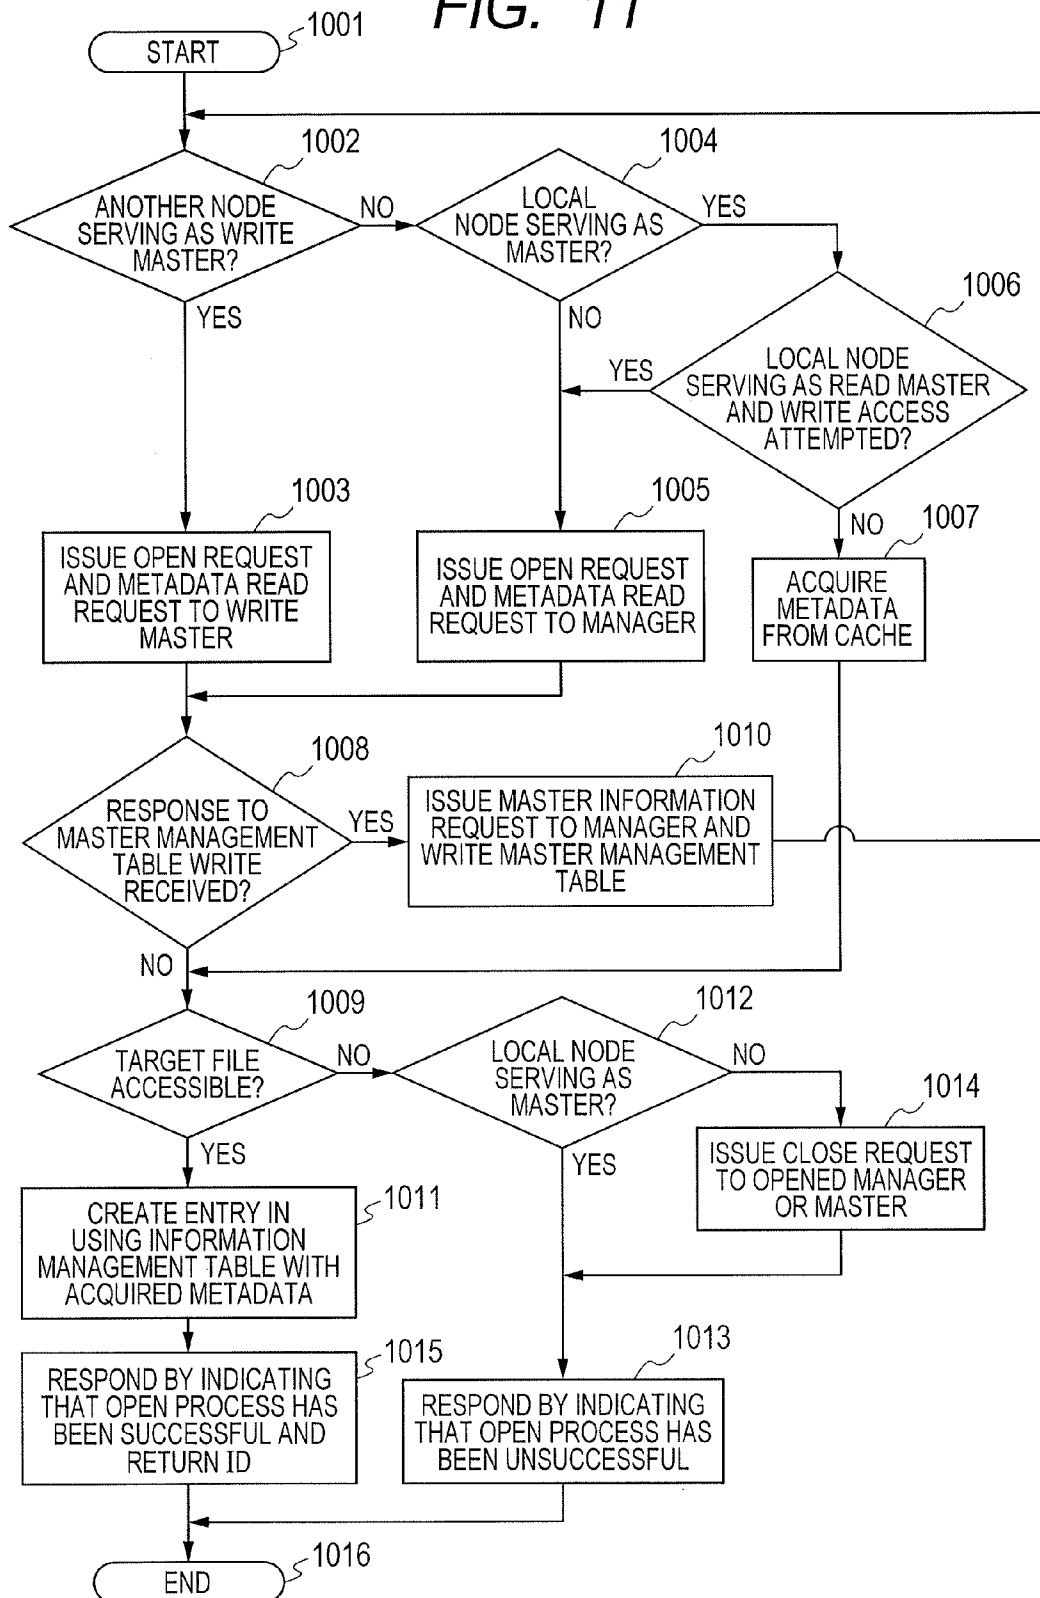 FIG. 11
1001
START
1002
ANOTHER NODE
SERVING AS WRITE
MASTER?
NO
YES
1004
LOCAL
NODE SERVING AS
MASTER?
YES
NO
1006
LOCAL NODE
SERVING AS READ MASTER
AND WRITE ACCESS
ATTEMPTED?
YES
NO
1003
ISSUE OPEN REQUEST
AND METADATA READ
REQUEST TO WRITE
MASTER
1005
ISSUE OPEN REQUEST
AND METADATA READ
REQUEST TO MANAGER
1007
ACQUIRE
METADATA
FROM CACHE
1008
RESPONSE TO
MASTER MANAGEMENT
TABLE WRITE
RECEIVED?
YES
NO
1010
ISSUE MASTER INFORMATION
REQUEST TO MANAGER AND
WRITE MASTER MANAGEMENT
TABLE
1009
TARGET FILE
ACCESSIBLE?
NO
YES
1012
LOCAL NODE
SERVING AS
MASTER?
NO
YES
1014
ISSUE CLOSE REQUEST
TO OPENED MANAGER
OR MASTER
1011
CREATE ENTRY IN
USING INFORMATION
MANAGEMENT TABLE WITH
ACQUIRED METADATA
1015
RESPOND BY INDICATING
THAT OPEN PROCESS HAS
BEEN SUCCESSFUL AND
RETURN ID
1013
RESPOND BY INDICATING
THAT OPEN PROCESS HAS
BEEN UNSUCCESSFUL
1016
END